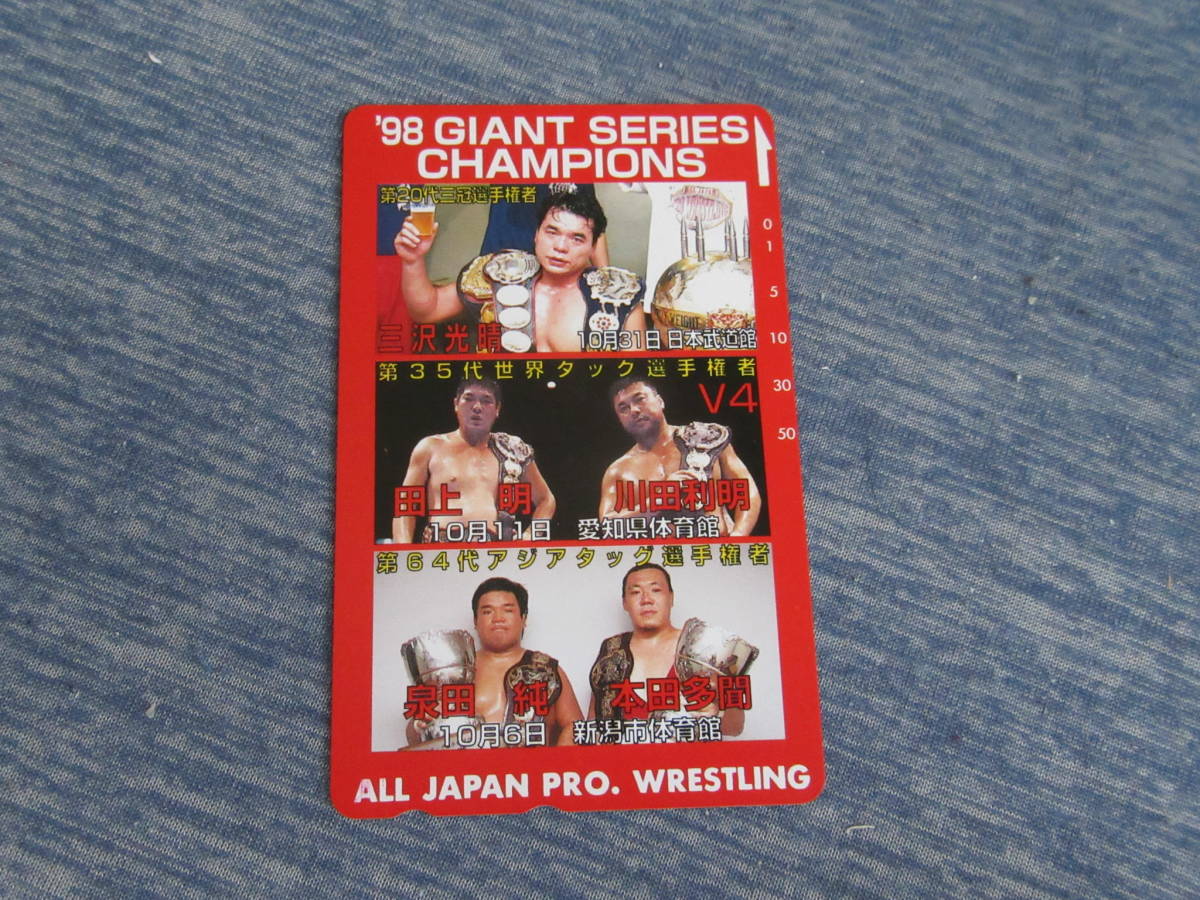 '98 GIANT SERIES
CHAMPIONS
第20代三冠選手権者
三沢光晴
10月31日 日本武道館
第35代世界タック選手権者
V4
田上 明
川田利明
10月11日 愛知県体育館
第64代アジアタッグ選手権者
泉田 純
本田多聞
10月6日 新潟市体育館
ALL JAPAN PRO. WRESTLING
0
1
5
10
30
50